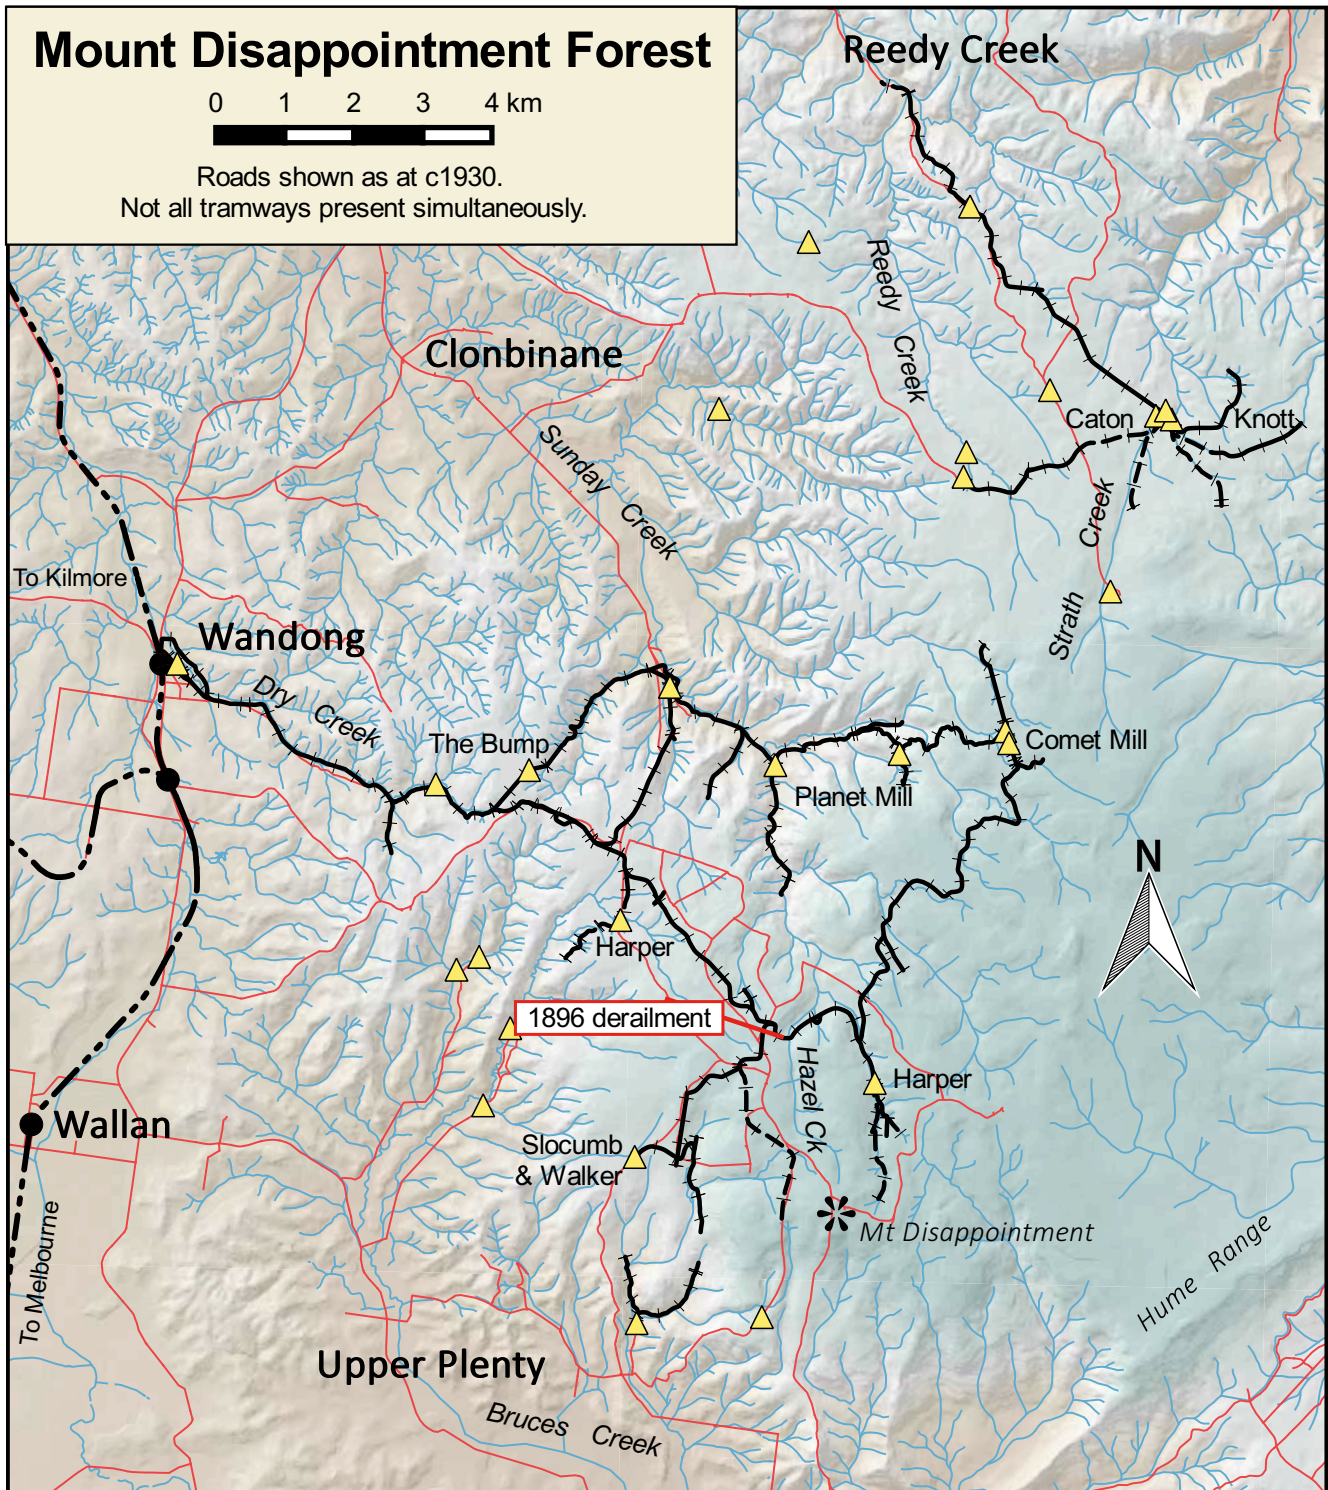 Mount Disappointment Forest
0 1 2 3 4 km
Roads shown as at c1930.
Not all tramways present simultaneously.
Reedy Creek
Reedy Creek
Clonbinane
Caton
Knott
Sunday Creek
Strath Creek
To Kilmore
Wandong
Dry Creek
The Bump
Comet Mill
Planet Mill
N
Harper
1896 derailment
Hazel Ck
Harper
Wallan
Slocumb
& Walker
Mt Disappointment
Hume Range
To Melbourne
Upper Plenty
Bruces Creek